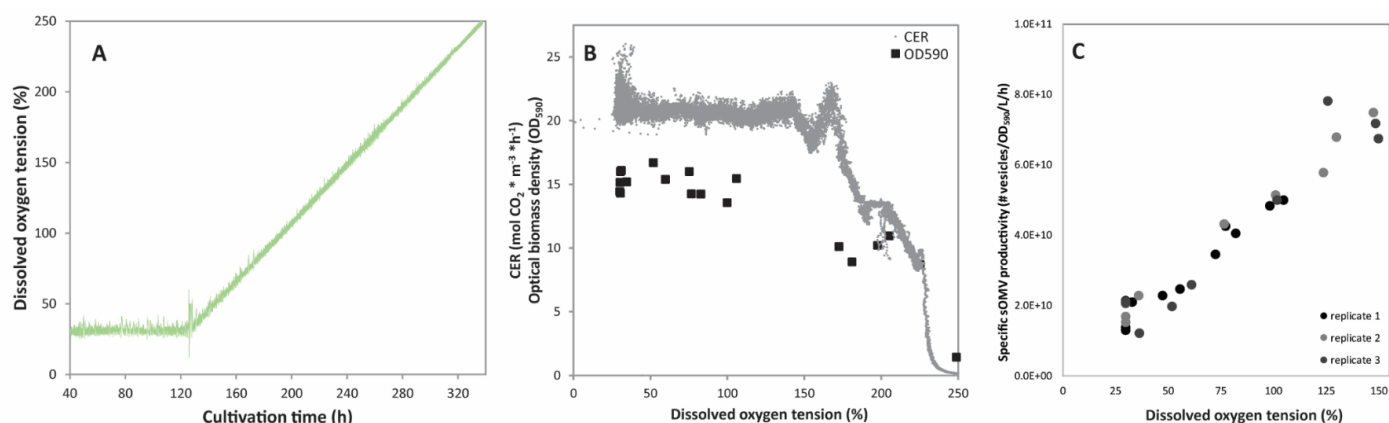 A
Dissolved oxygen tension (%)
250
200
150
100
50
0
40
80
120
160
200
240
280
320
Cultivation time (h)
B
CER
OD590
CER (mol CO2 * m-3 *h-1)
Optical biomass density (OD590)
25
20
15
10
5
0
0
50
100
150
200
250
Dissolved oxygen tension (%)
C
Specific sOMV productivity (# vesicles/OD590/L/h)
1.0E+11
8.0E+10
6.0E+10
4.0E+10
2.0E+10
0.0E+00
0
25
50
75
100
125
150
replicate 1
replicate 2
replicate 3
Dissolved oxygen tension (%)